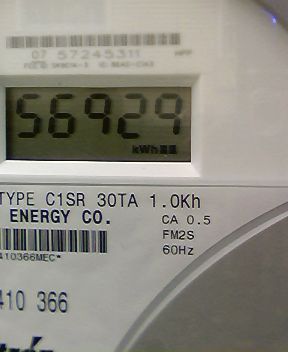 07 57245311
56929
kWh
TYPE C1SR 30TA 1.0Kh
ENERGY CO.
CA 0.5
FM2S
60Hz
410366MEC*
410 366